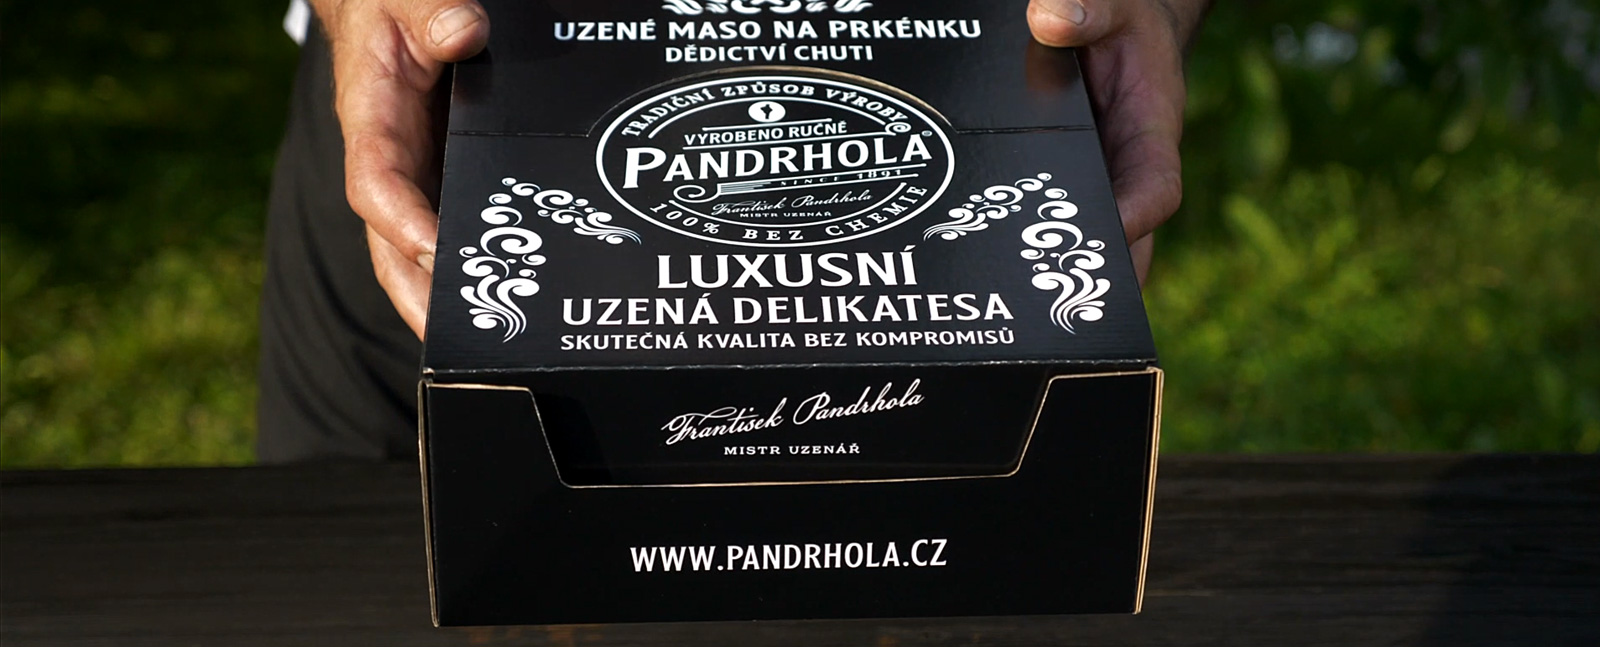 UZENÉ MASO NA PRKÉNKU
DĚDICTVÍ CHUTI
TRADIČNÍ ZPŮSOB VÝROBY
VYROBENO RUČNĚ
PANDRHOLA®
SINCE 1891
František Pandrhola
MISTR UZENÁŘ
100% BEZ CHEMIE
LUXUSNÍ
UZENÁ DELIKATESA
SKUTEČNÁ KVALITA BEZ KOMPROMISŮ
František Pandrhola
MISTR UZENÁŘ
WWW.PANDRHOLA.CZ